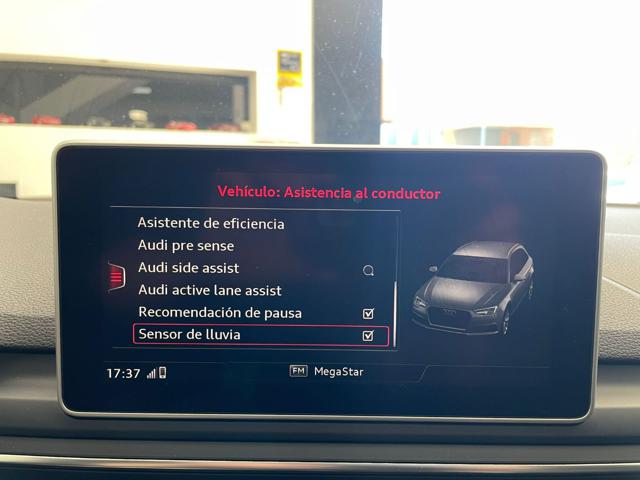 Vehículo: Asistencia al conductor
Asistente de eficiencia
Audi pre sense
Audi side assist
Audi active lane assist
Recomendación de pausa
Sensor de lluvia
17:37
FM MegaStar